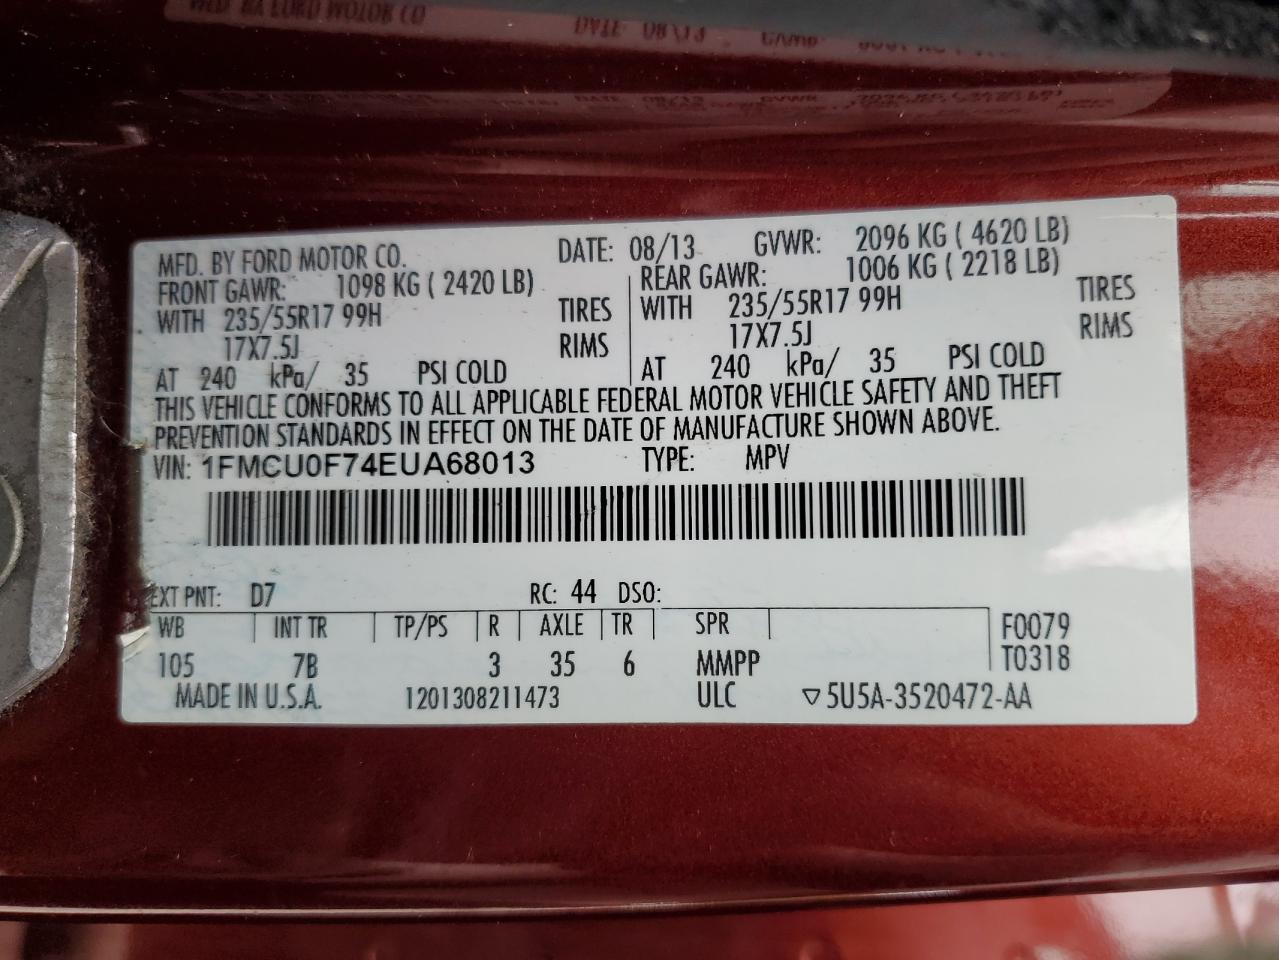 MFD. BY FORD MOTOR CO. DATE: 08/13 GVWR: 2096 KG ( 4620 LB)
FRONT GAWR: 1098 KG ( 2420 LB) REAR GAWR: 1006 KG ( 2218 LB)
WITH 235/55R17 99H TIRES WITH 235/55R17 99H TIRES
17X7.5J RIMS 17X7.5J RIMS
AT 240 kPa/ 35 PSI COLD AT 240 kPa/ 35 PSI COLD
THIS VEHICLE CONFORMS TO ALL APPLICABLE FEDERAL MOTOR VEHICLE SAFETY AND THEFT
PREVENTION STANDARDS IN EFFECT ON THE DATE OF MANUFACTURE SHOWN ABOVE.
VIN: 1FMCU0F74EUA68013 TYPE: MPV
EXT PNT: D7 RC: 44 DSO:
WB INT TR TP/PS R AXLE TR SPR F0079
105 7B 3 35 6 MMPP T0318
MADE IN U.S.A. 1201308211473 ULC ▽5U5A-3520472-AA